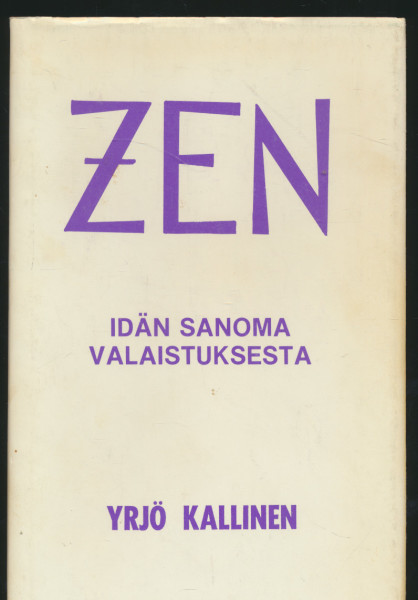 ZEN
IDÄN SANOMA
VALAISTUKSESTA
YRJÖ KALLINEN